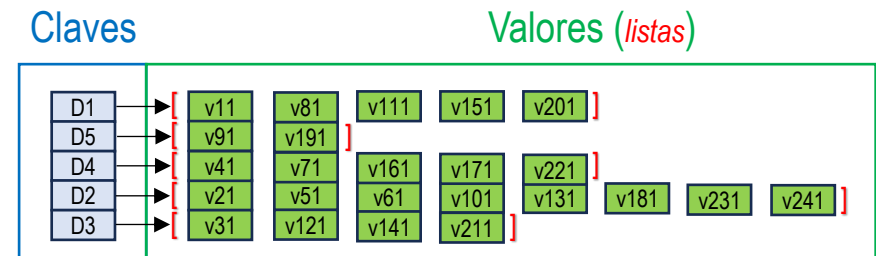 Claves Valores (listas)
D1 [ v11 v81 v111 v151 v201 ]
D5 [ v91 v191 ]
D4 [ v41 v71 v161 v171 v221 ]
D2 [ v21 v51 v61 v101 v131 v181 v231 v241 ]
D3 [ v31 v121 v141 v211 ]